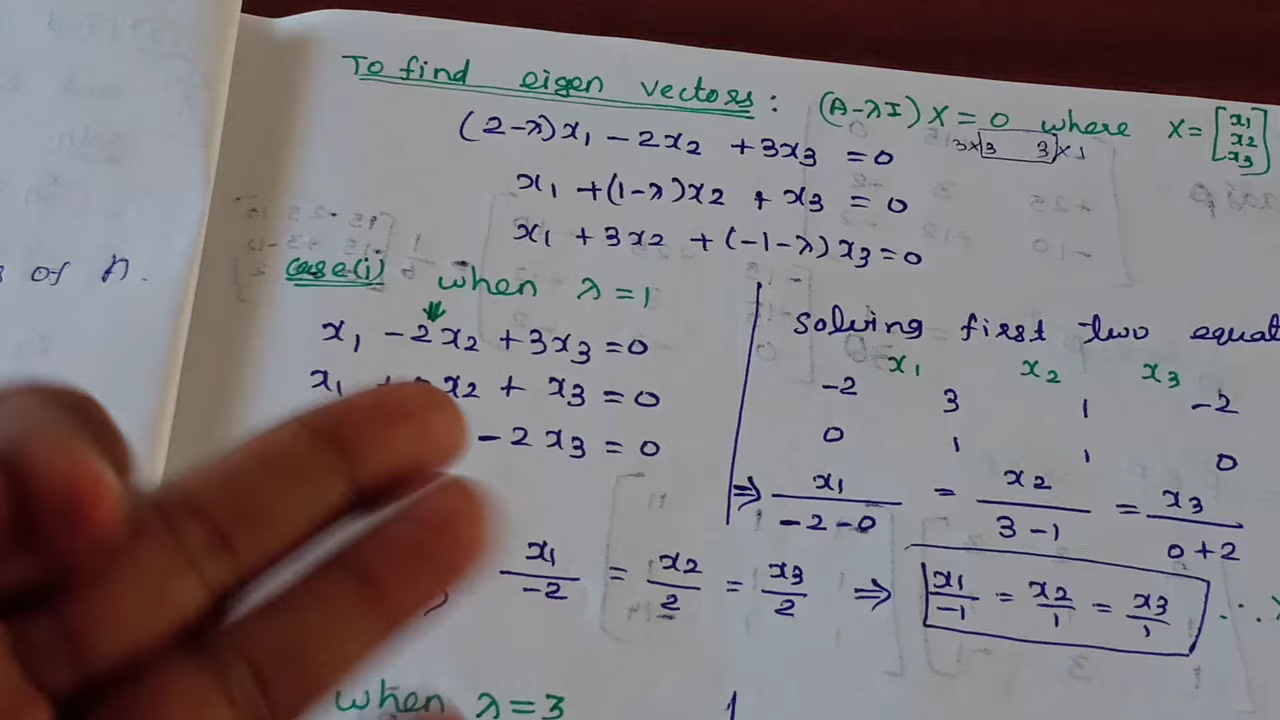 To find eigen vectors: (A-λI) X = 0 where X = [x1 x2 x3]
3×3 3×1
(2-λ)x1 - 2x2 + 3x3 = 0
x1 + (1-λ)x2 + x3 = 0
x1 + 3x2 + (-1-λ)x3 = 0
of A.
case(i) when λ = 1
x1 - 2x2 + 3x3 = 0
x1 + x2 + x3 = 0
- 2x3 = 0
solving first two equat
x1 x2 x3
-2 3 1 -2
0 1 1 0
⇒ x1/-2-0 = x2/3-1 = x3/0+2
x1/-2 = x2/2 = x3/2 ⇒ x1/-1 = x2/1 = x3/1 ∴
when λ = 3